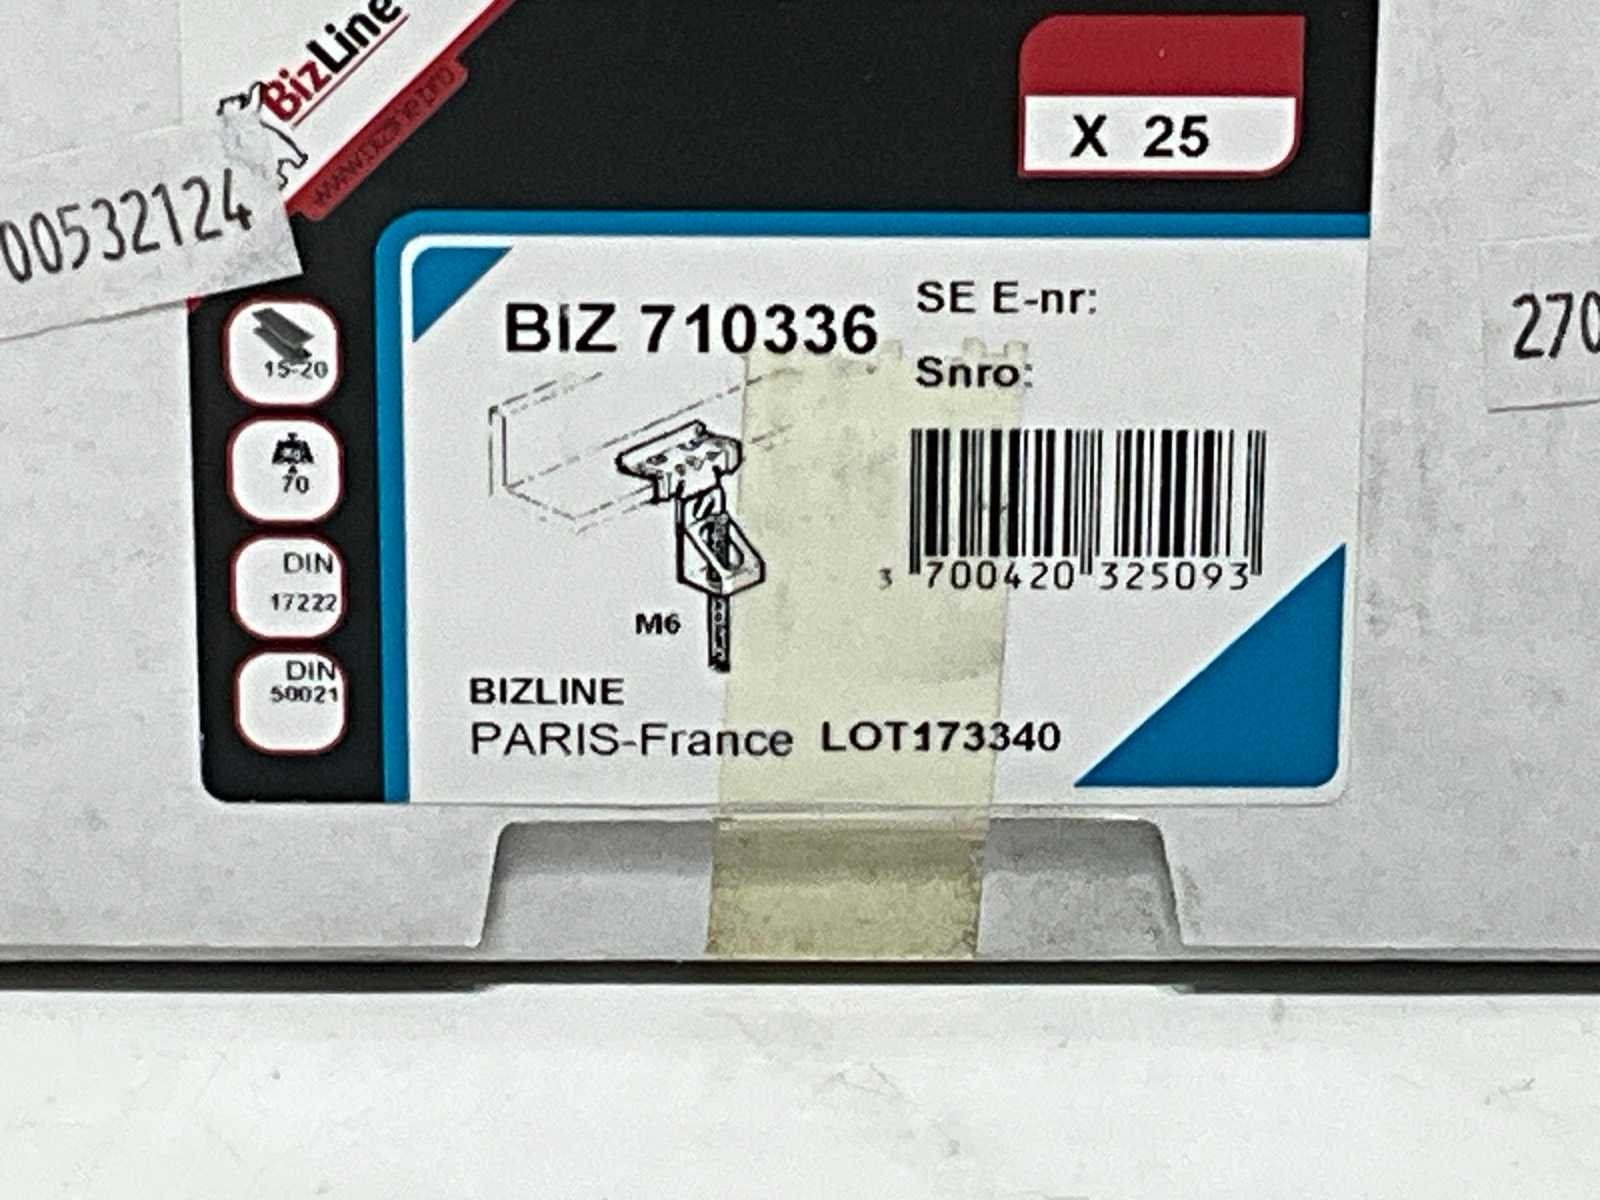 BizLine
X 25
00532124
BIZ 710336
SE E-nr:
Snro:
270
15-20
Kg
70
DIN
17222
DIN
50021
3 700420 325093
M6
BIZLINE
PARIS-France LOT173340